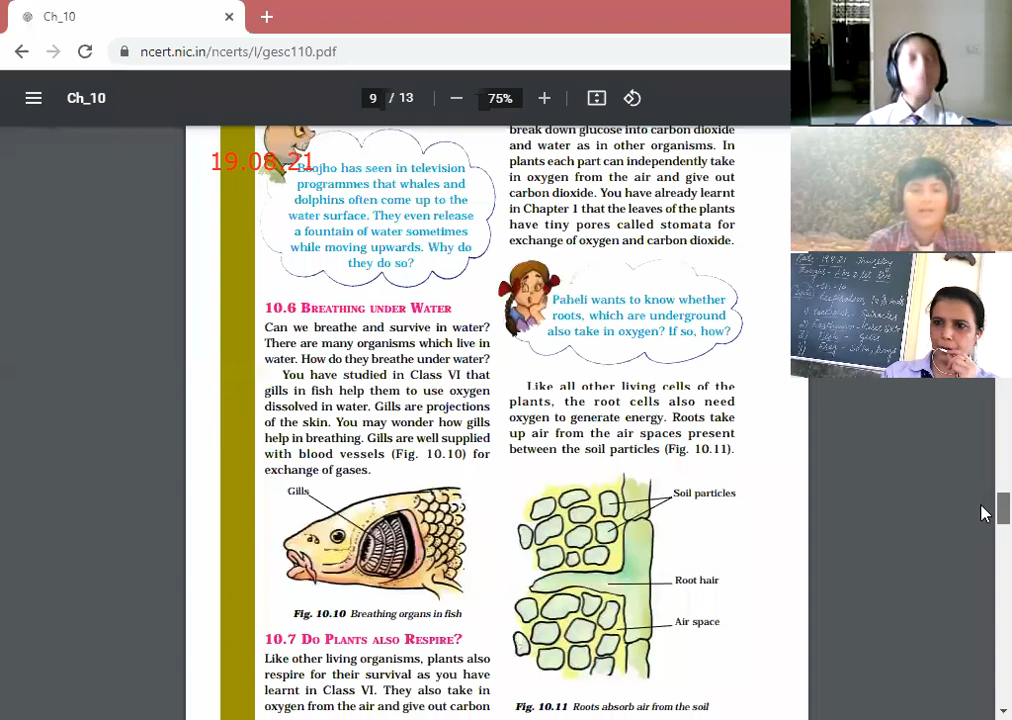 Ch_10
ncert.nic.in/ncerts/l/gesc110.pdf
Ch_10
9 / 13
75%
19.08.21
Boojho has seen in television
programmes that whales and
dolphins often come up to the
water surface. They even release
a fountain of water sometimes
while moving upwards. Why do
they do so?
10.6 BREATHING UNDER WATER
Can we breathe and survive in water?
There are many organisms which live in
water. How do they breathe under water?
You have studied in Class VI that
gills in fish help them to use oxygen
dissolved in water. Gills are projections
of the skin. You may wonder how gills
help in breathing. Gills are well supplied
with blood vessels (Fig. 10.10) for
exchange of gases.
Gills
Fig. 10.10 Breathing organs in fish
10.7 DO PLANTS ALSO RESPIRE?
Like other living organisms, plants also
respire for their survival as you have
learnt in Class VI. They also take in
oxygen from the air and give out carbon
break down glucose into carbon dioxide
and water as in other organisms. In
plants each part can independently take
in oxygen from the air and give out
carbon dioxide. You have already learnt
in Chapter 1 that the leaves of the plants
have tiny pores called stomata for
exchange of oxygen and carbon dioxide.
Paheli wants to know whether
roots, which are underground
also take in oxygen? If so, how?
Like all other living cells of the
plants, the root cells also need
oxygen to generate energy. Roots take
up air from the air spaces present
between the soil particles (Fig. 10.11).
Soil particles
Root hair
Air space
Fig. 10.11 Roots absorb air from the soil
Thursday